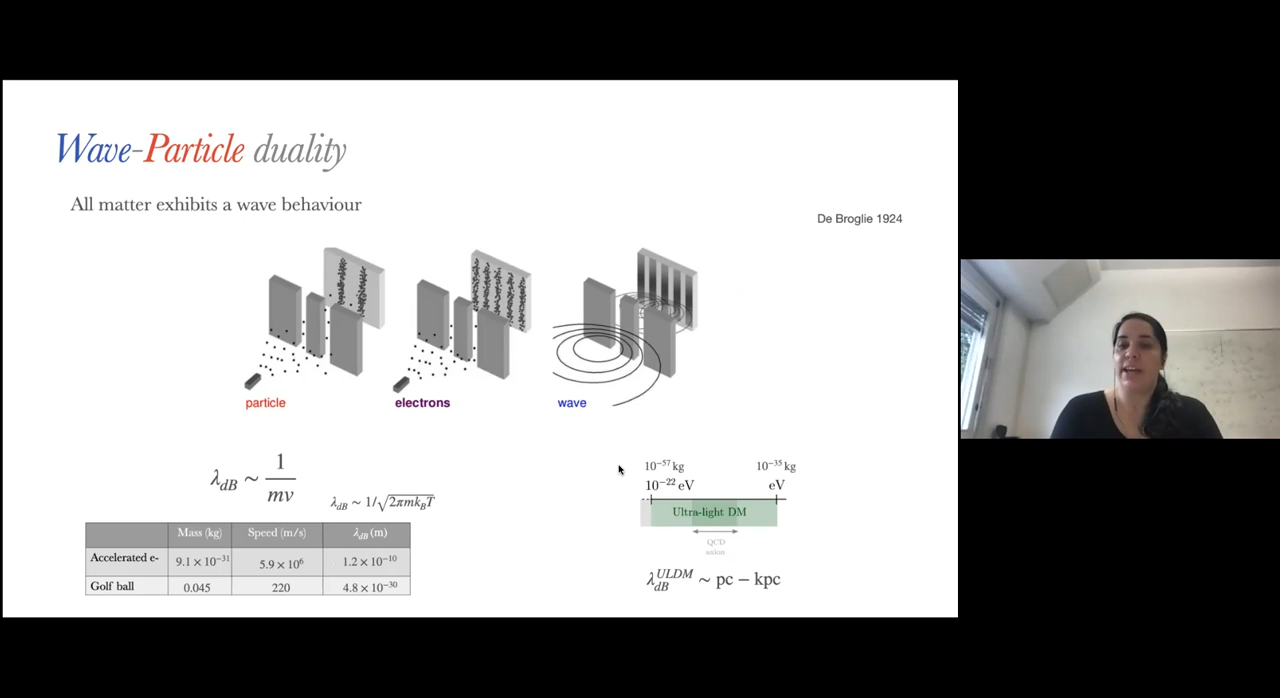 Wave-Particle duality
All matter exhibits a wave behaviour
De Broglie 1924
particle
electrons
wave
λ_dB ~ 1/mv
λ_dB ~ 1/√(2πmk_BT)
Mass (kg) Speed (m/s) λ_dB (m)
Accelerated e- 9.1 × 10⁻³¹ 5.9 × 10⁶ 1.2 × 10⁻¹⁰
Golf ball 0.045 220 4.8 × 10⁻³⁰
10⁻⁵⁷ kg 10⁻³⁵ kg
10⁻²² eV eV
Ultra-light DM
QCD
axion
λ_dB^ULDM ~ pc − kpc